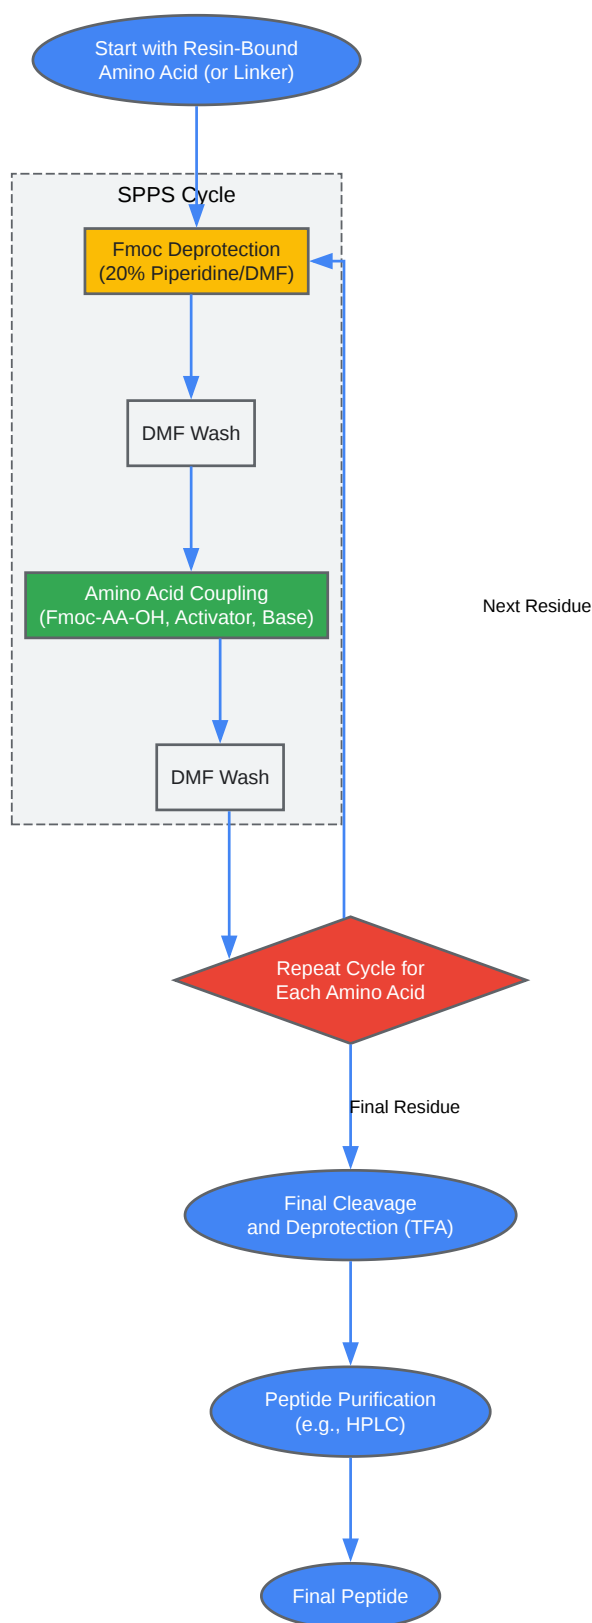 Start with Resin-Bound
Amino Acid (or Linker)
SPPS Cycle
Fmoc Deprotection
(20% Piperidine/DMF)
DMF Wash
Amino Acid Coupling
(Fmoc-AA-OH, Activator, Base)
Next Residue
DMF Wash
Repeat Cycle for
Each Amino Acid
Final Residue
Final Cleavage
and Deprotection (TFA)
Peptide Purification
(e.g., HPLC)
Final Peptide